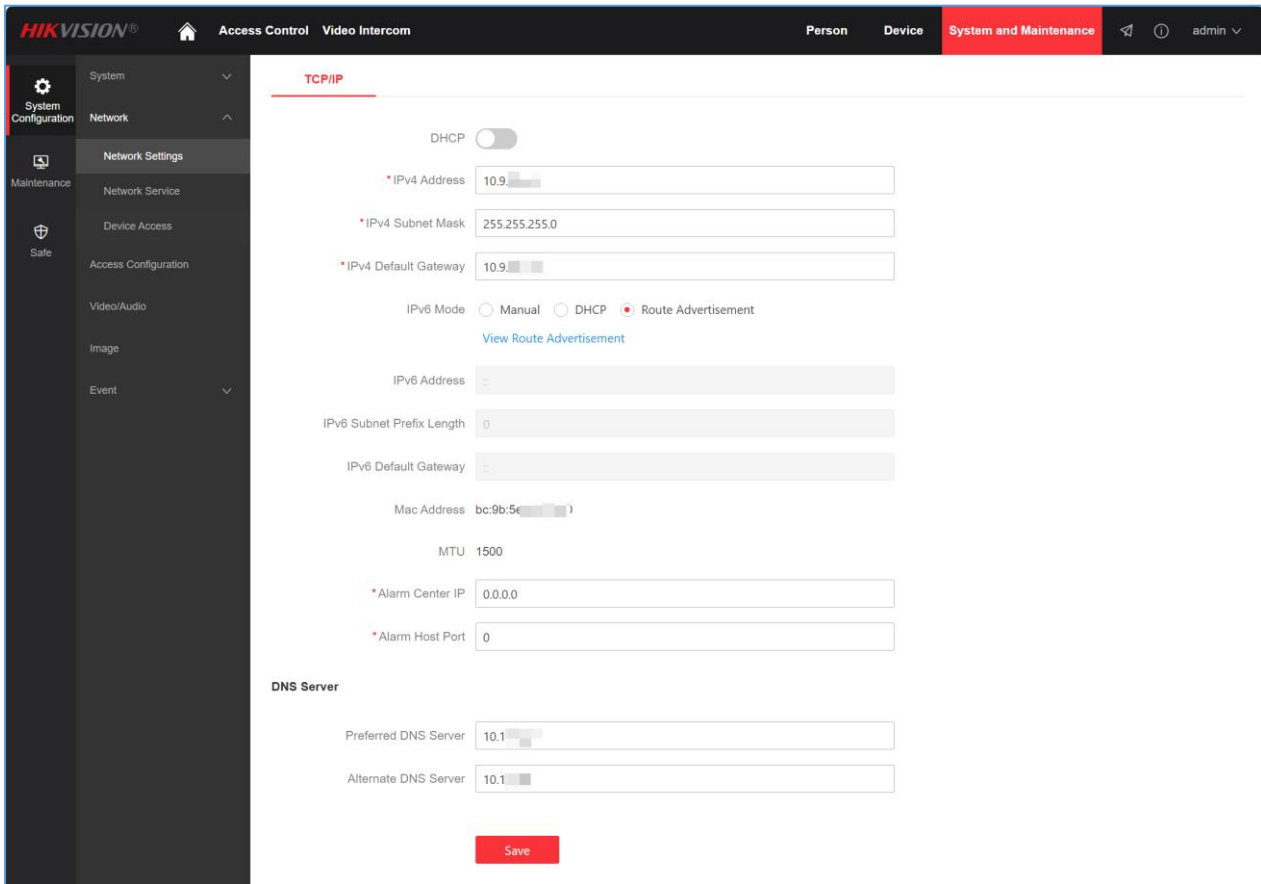 HIKVISION®
Access Control Video Intercom
Person Device System and Maintenance admin
System Configuration
Maintenance
Safe
System
Network
Network Settings
Network Service
Device Access
Access Configuration
Video/Audio
Image
Event
TCP/IP
DHCP
*IPv4 Address 10.9.
*IPv4 Subnet Mask 255.255.255.0
*IPv4 Default Gateway 10.9.
IPv6 Mode Manual DHCP Route Advertisement
View Route Advertisement
IPv6 Address ::
IPv6 Subnet Prefix Length 0
IPv6 Default Gateway ::
Mac Address bc:9b:5e
MTU 1500
*Alarm Center IP 0.0.0.0
*Alarm Host Port 0
DNS Server
Preferred DNS Server 10.1
Alternate DNS Server 10.1
Save